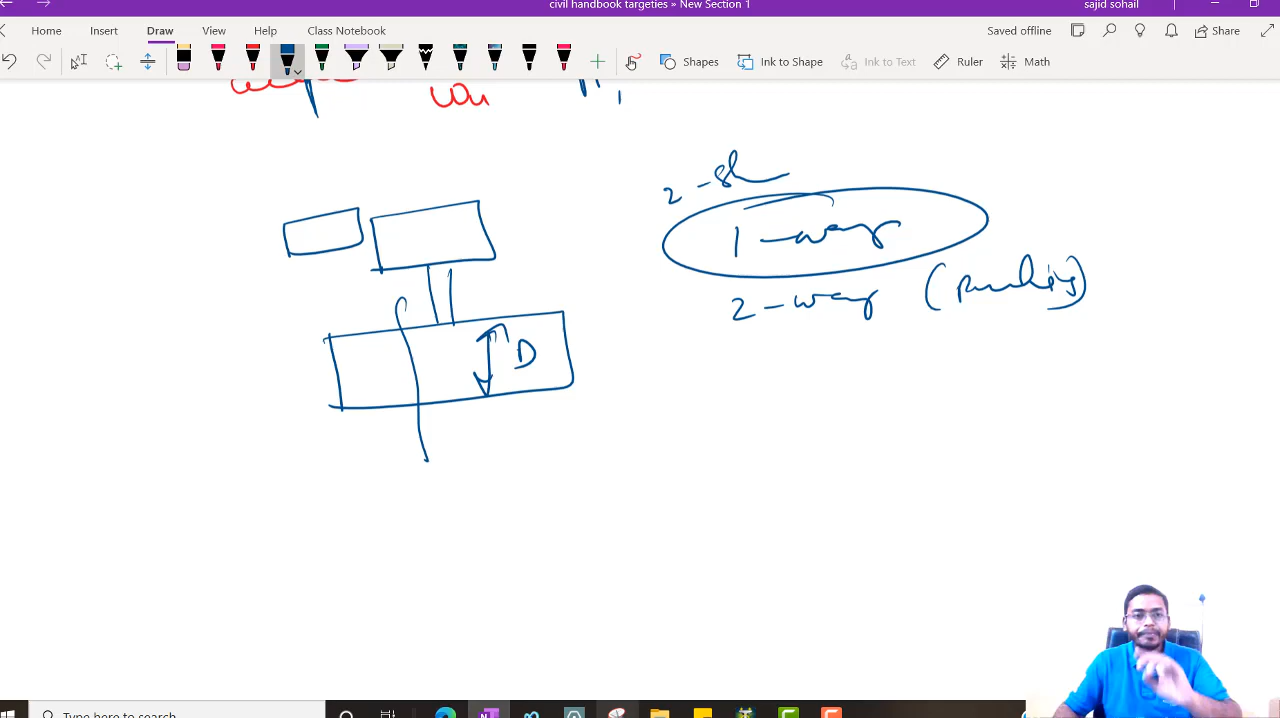 civil handbook targeties » New Section 1
sajid sohail
Home Insert Draw View Help Class Notebook
Saved offline
Share
Shapes
Ink to Shape
Ink to Text
Ruler
Math
2 - sh
1 - way
2 - way
D
Type here to search